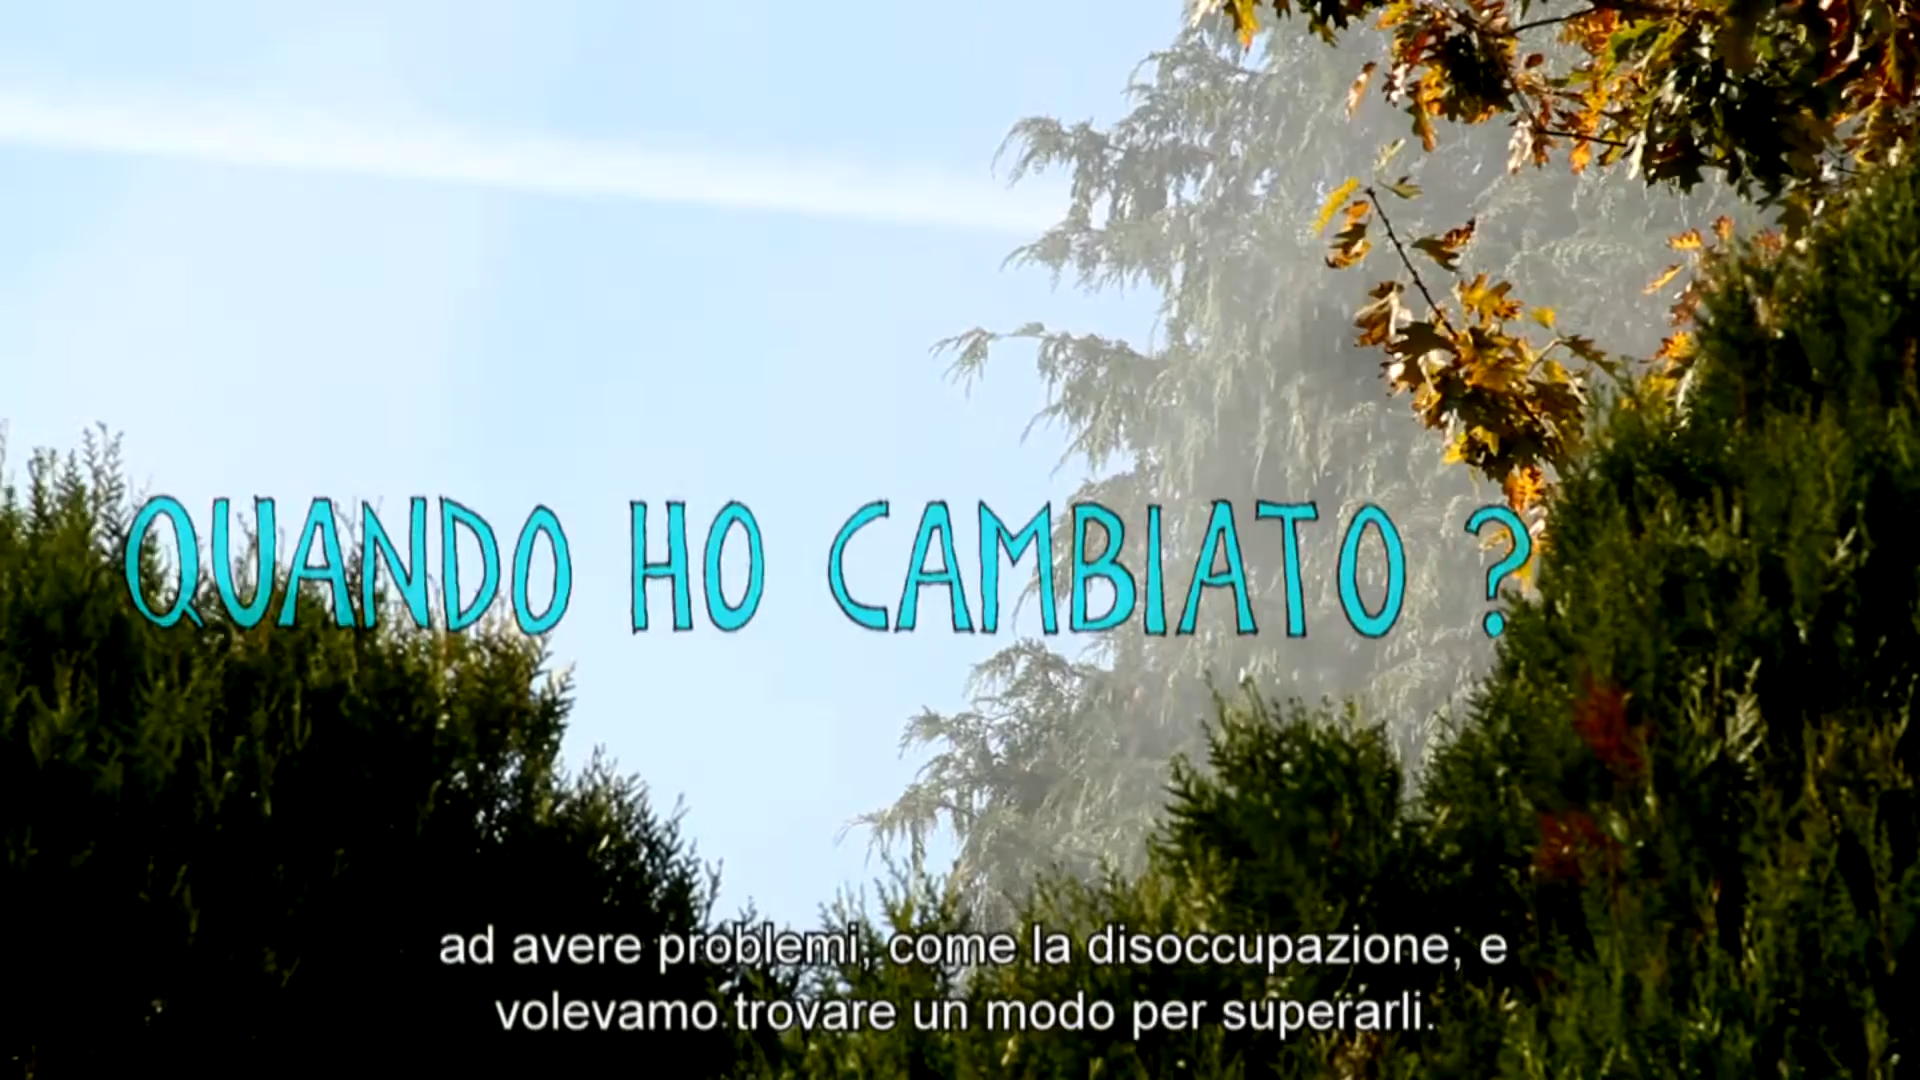 QUANDO HO CAMBIATO ?
ad avere problemi, come la disoccupazione, e
volevamo trovare un modo per superarli.